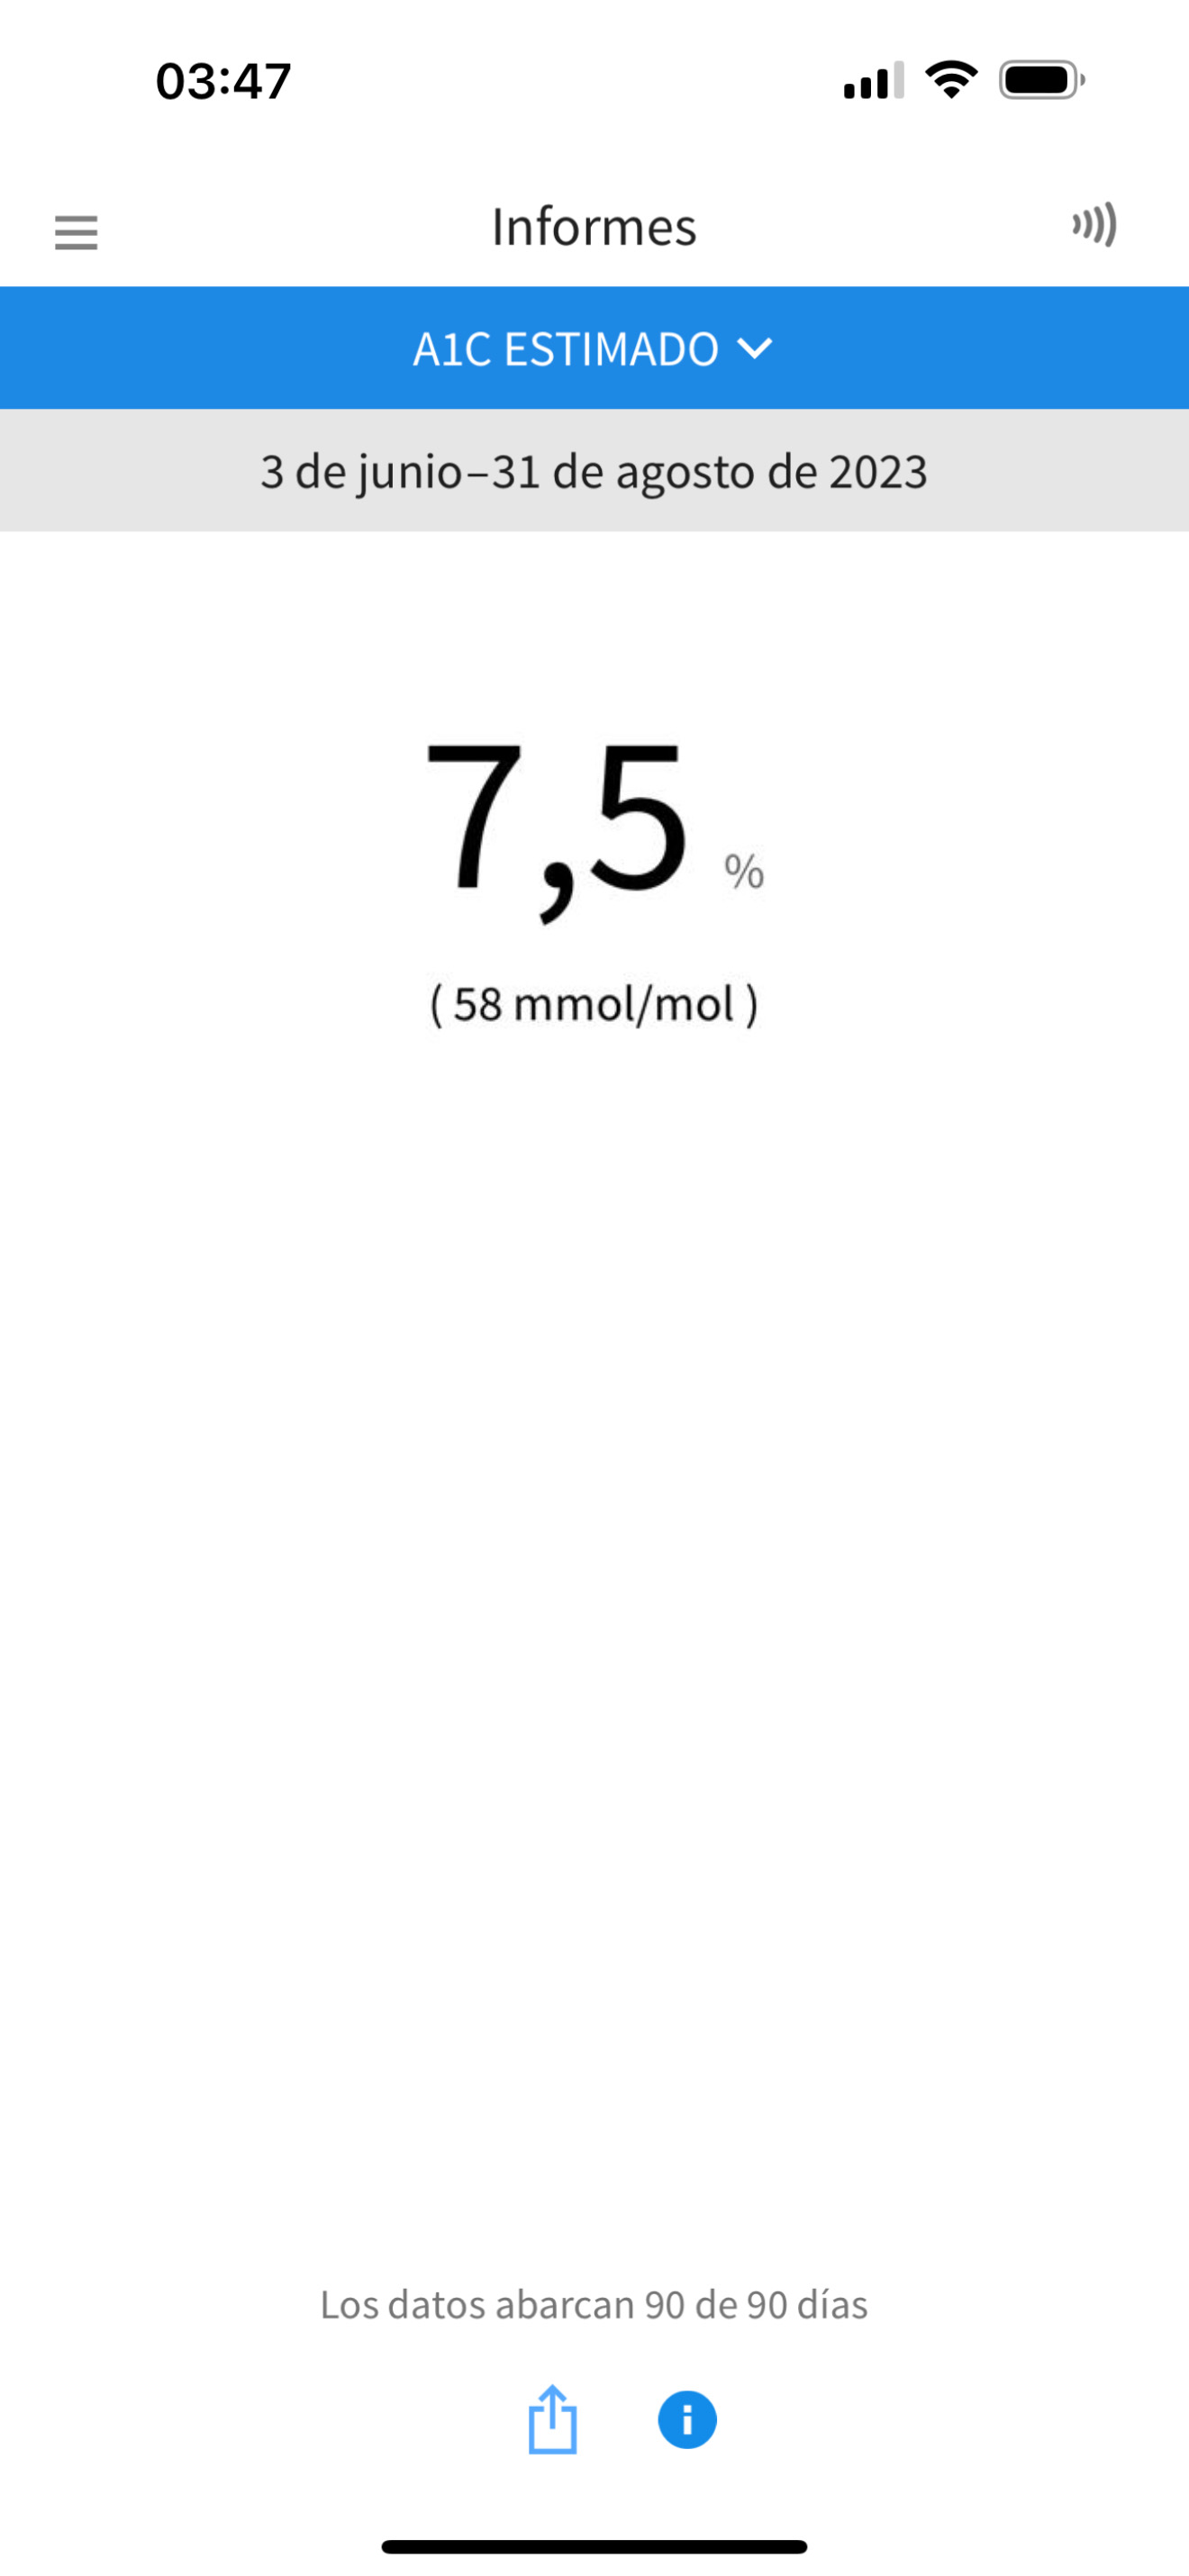 03:47
Informes
A1C ESTIMADO
3 de junio–31 de agosto de 2023
7,5 %
( 58 mmol/mol )
Los datos abarcan 90 de 90 días